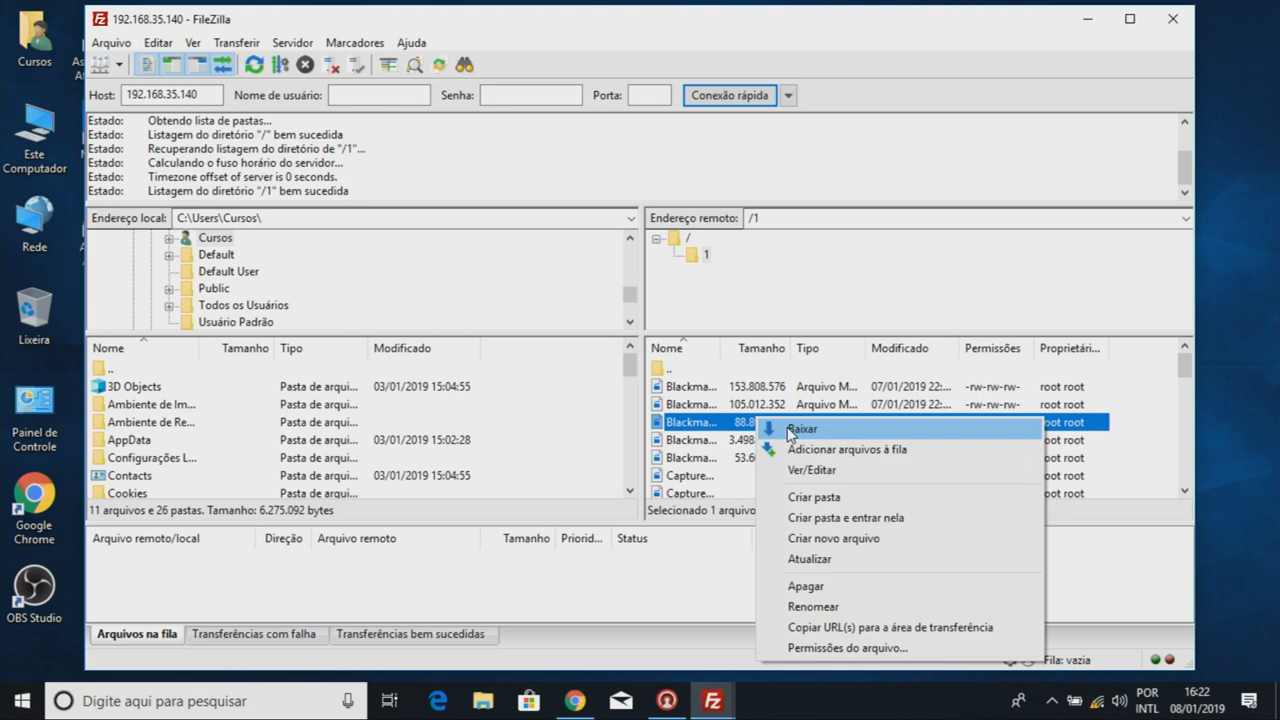 192.168.35.140 - FileZilla
Arquivo Editar Ver Transferir Servidor Marcadores Ajuda
Host: 192.168.35.140 Nome de usuário: Senha: Porta: Conexão rápida
Estado: Obtendo lista de pastas...
Estado: Listagem do diretório "/" bem sucedida
Estado: Recuperando listagem do diretório de "/1"...
Estado: Calculando o fuso horário do servidor...
Estado: Timezone offset of server is 0 seconds.
Estado: Listagem do diretório "/1" bem sucedida
Endereço local: C:\Users\Cursos\
Cursos
Default
Default User
Public
Todos os Usuários
Usuário Padrão
Endereço remoto: /1
/
1
Nome Tamanho Tipo Modificado
..
3D Objects Pasta de arqui... 03/01/2019 15:04:55
Ambiente de Im... Pasta de arqui...
Ambiente de Re... Pasta de arqui...
AppData Pasta de arqui... 03/01/2019 15:02:28
Configurações L... Pasta de arqui...
Contacts Pasta de arqui... 03/01/2019 15:04:55
Cookies Pasta de arqui...
11 arquivos e 26 pastas. Tamanho: 6.275.092 bytes
Nome Tamanho Tipo Modificado Permissões Proprietári...
..
Blackma... 153.808.576 Arquivo M... 07/01/2019 22:... -rw-rw-rw- root root
Blackma... 105.012.352 Arquivo M... 07/01/2019 22:... -rw-rw-rw- root root
Blackma... 88.8 oot root
Blackma... 3.498. oot root
Blackma... 53.6 oot root
Capture... oot root
Capture... oot root
Selecionado 1 arquivo
Baixar
Adicionar arquivos à fila
Ver/Editar
Criar pasta
Criar pasta e entrar nela
Criar novo arquivo
Atualizar
Apagar
Renomear
Copiar URL(s) para a área de transferência
Permissões do arquivo...
Arquivo remoto/local Direção Arquivo remoto Tamanho Priorid... Status
Arquivos na fila Transferências com falha Transferências bem sucedidas
Fila: vazia
Cursos
Este
Computador
Rede
Lixeira
Painel de
Controle
Google
Chrome
OBS Studio
Digite aqui para pesquisar
POR
INTL
16:22
08/01/2019